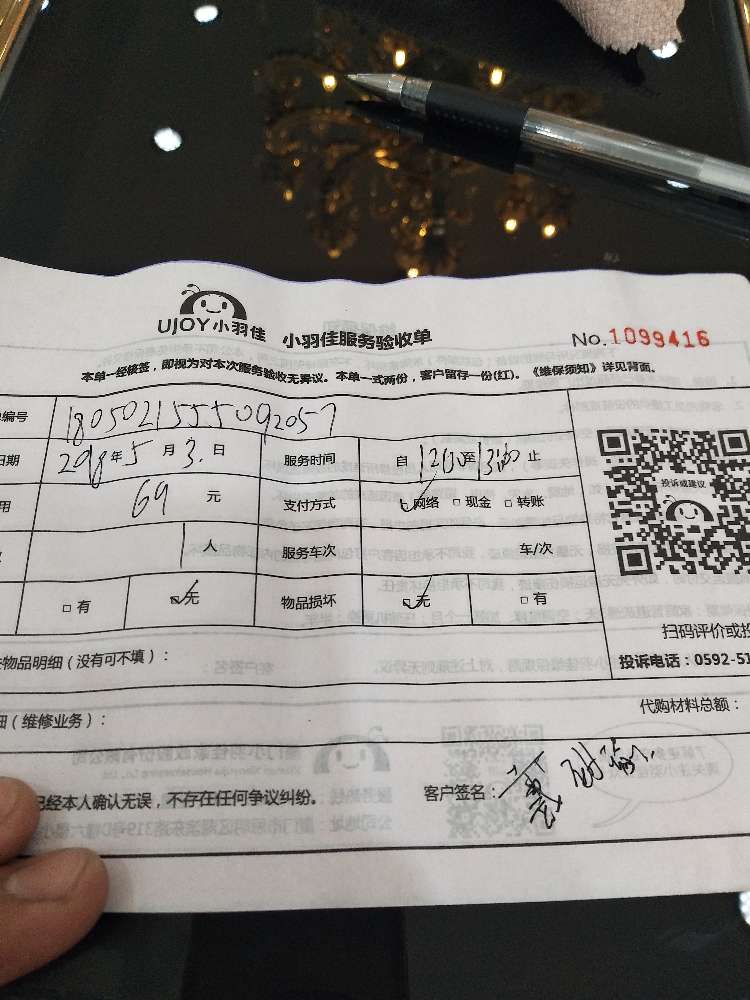 UJOY小羽佳 小羽佳服务验收单 No.1099416
本单一经核签，即视为对本次服务验收无异议。本单一式两份，客户留存一份(红)。《维保须知》详见背面。
编号 1805021555092057
日期 2018年5月3日 服务时间 自1200至1300止
用 69 元 支付方式 网络 □现金 □转账
1人 服务车次 车/次
□有 ☑无 物品损坏 ☑无 □有
投诉或建议
扫码评价或投
物品明细（没有可不填）： 投诉电话：0592-51
代购材料总额：
细（维修业务）：
已经本人确认无误，不存在任何争议纠纷。 客户签名：